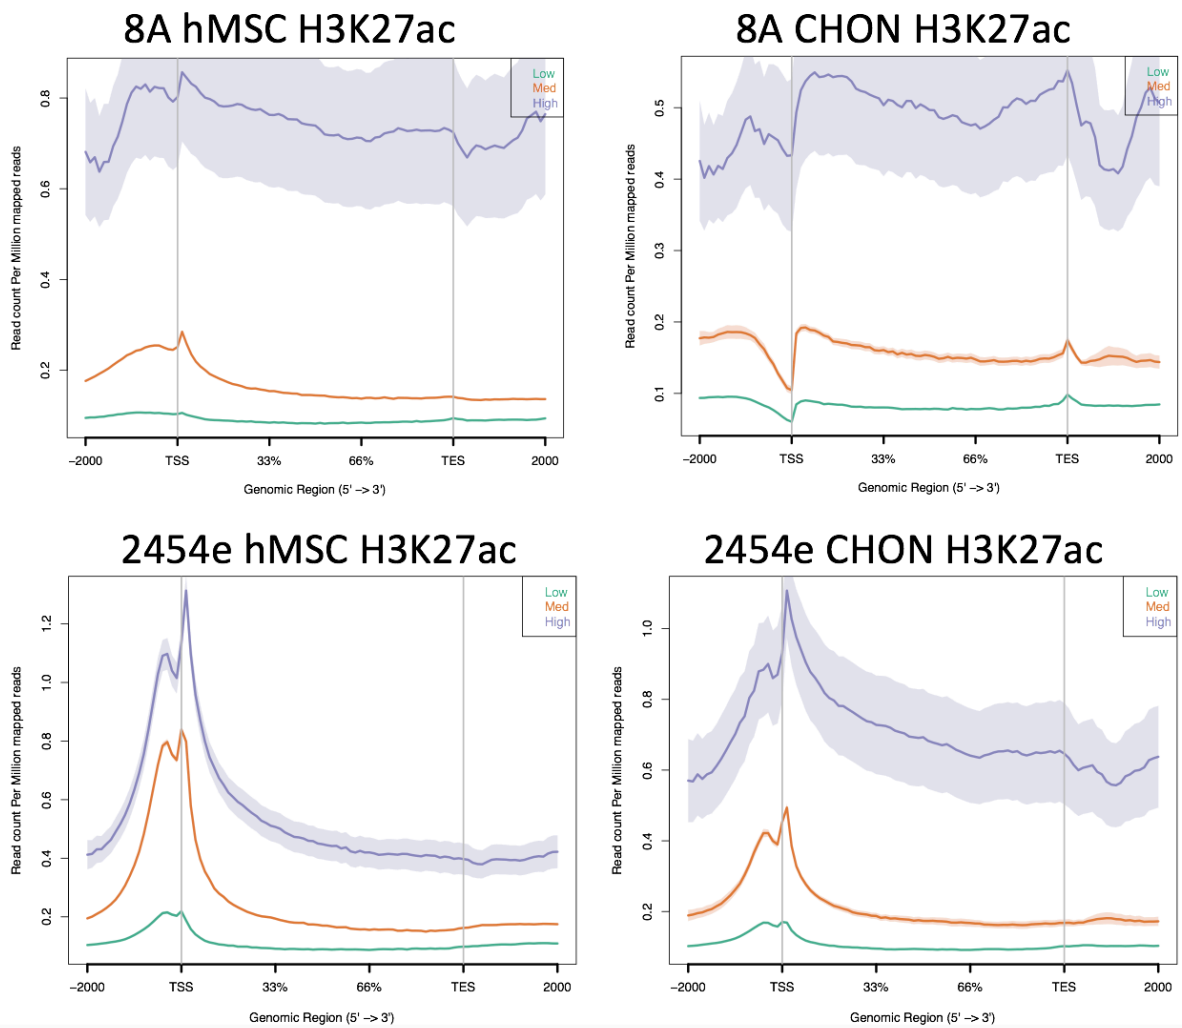 8A hMSC H3K27ac
Low
Med
High
Read count Per Million mapped reads
0.8
0.6
0.4
0.2
−2000 TSS 33% 66% TES 2000
Genomic Region (5' −> 3')
8A CHON H3K27ac
Low
Med
High
Read count Per Million mapped reads
0.5
0.4
0.3
0.2
0.1
−2000 TSS 33% 66% TES 2000
Genomic Region (5' −> 3')
2454e hMSC H3K27ac
Low
Med
High
Read count Per Million mapped reads
1.2
1.0
0.8
0.6
0.4
0.2
−2000 TSS 33% 66% TES 2000
Genomic Region (5' −> 3')
2454e CHON H3K27ac
Low
Med
High
Read count Per Million mapped reads
1.0
0.8
0.6
0.4
0.2
−2000 TSS 33% 66% TES 2000
Genomic Region (5' −> 3')